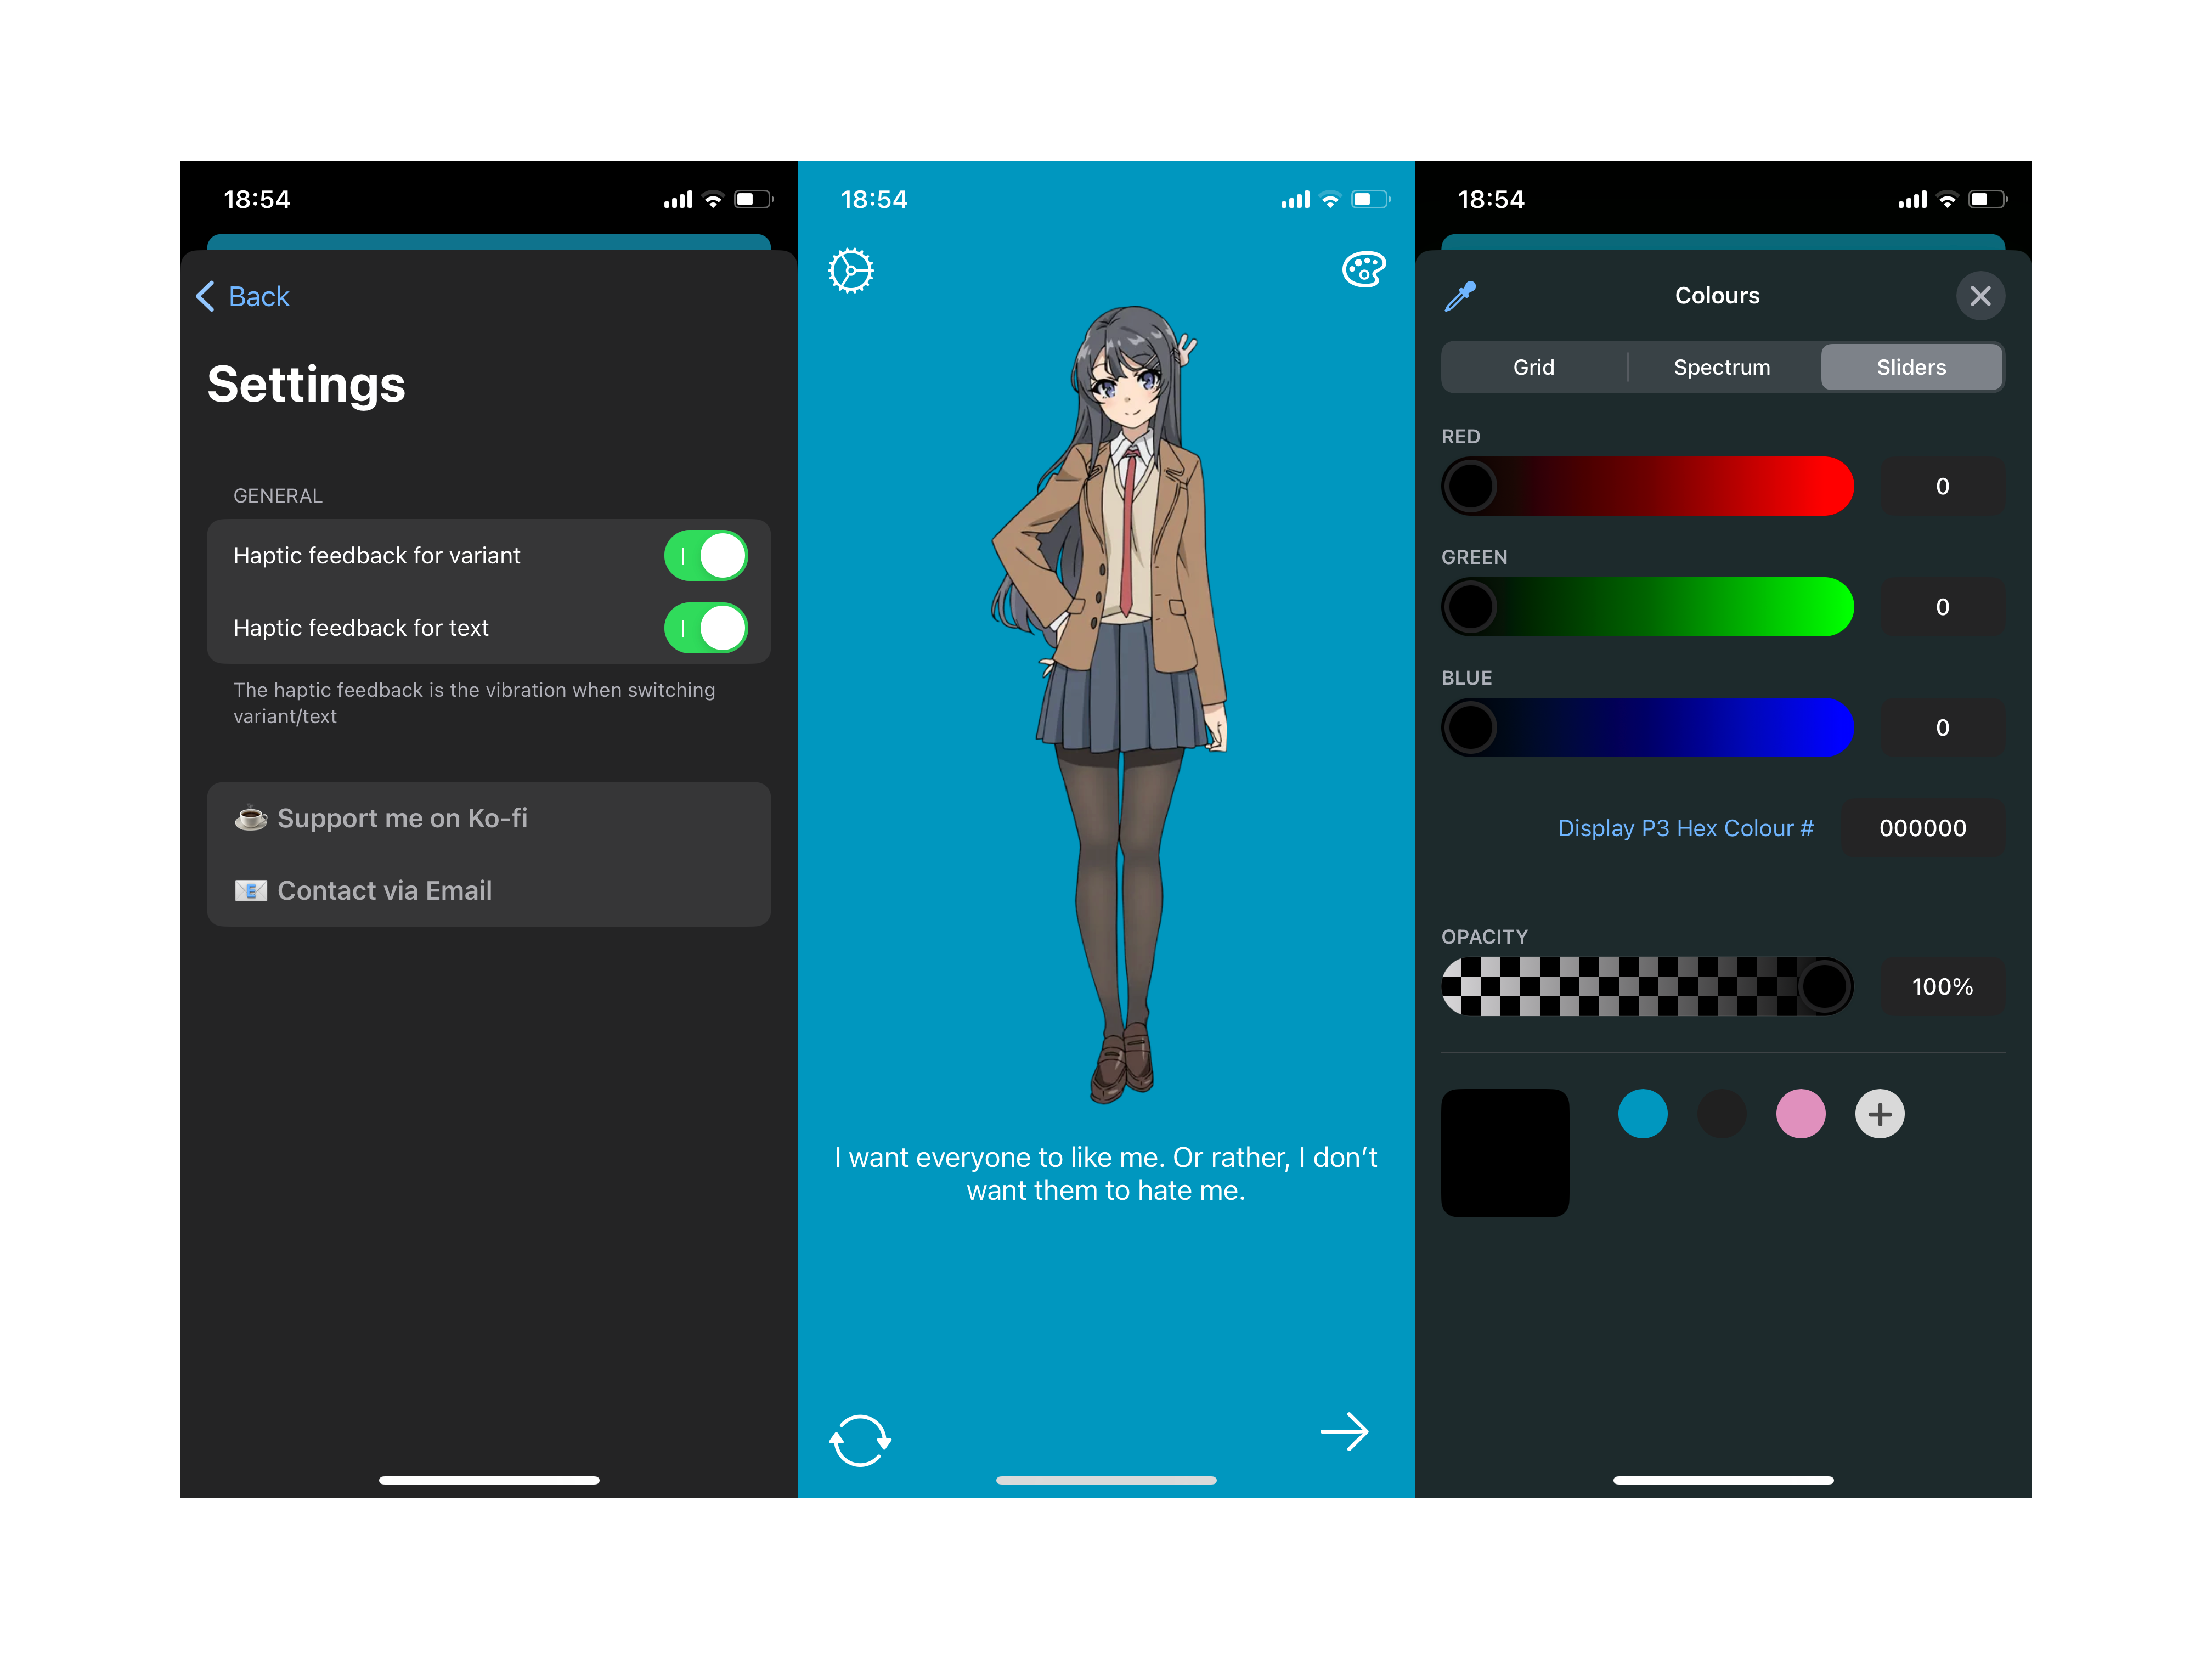 18:54
Back
Settings
GENERAL
Haptic feedback for variant
Haptic feedback for text
The haptic feedback is the vibration when switching
variant/text
Support me on Ko-fi
Contact via Email
18:54
I want everyone to like me. Or rather, I don’t
want them to hate me.
18:54
Colours
Grid Spectrum Sliders
RED
0
GREEN
0
BLUE
0
Display P3 Hex Colour # 000000
OPACITY
100%